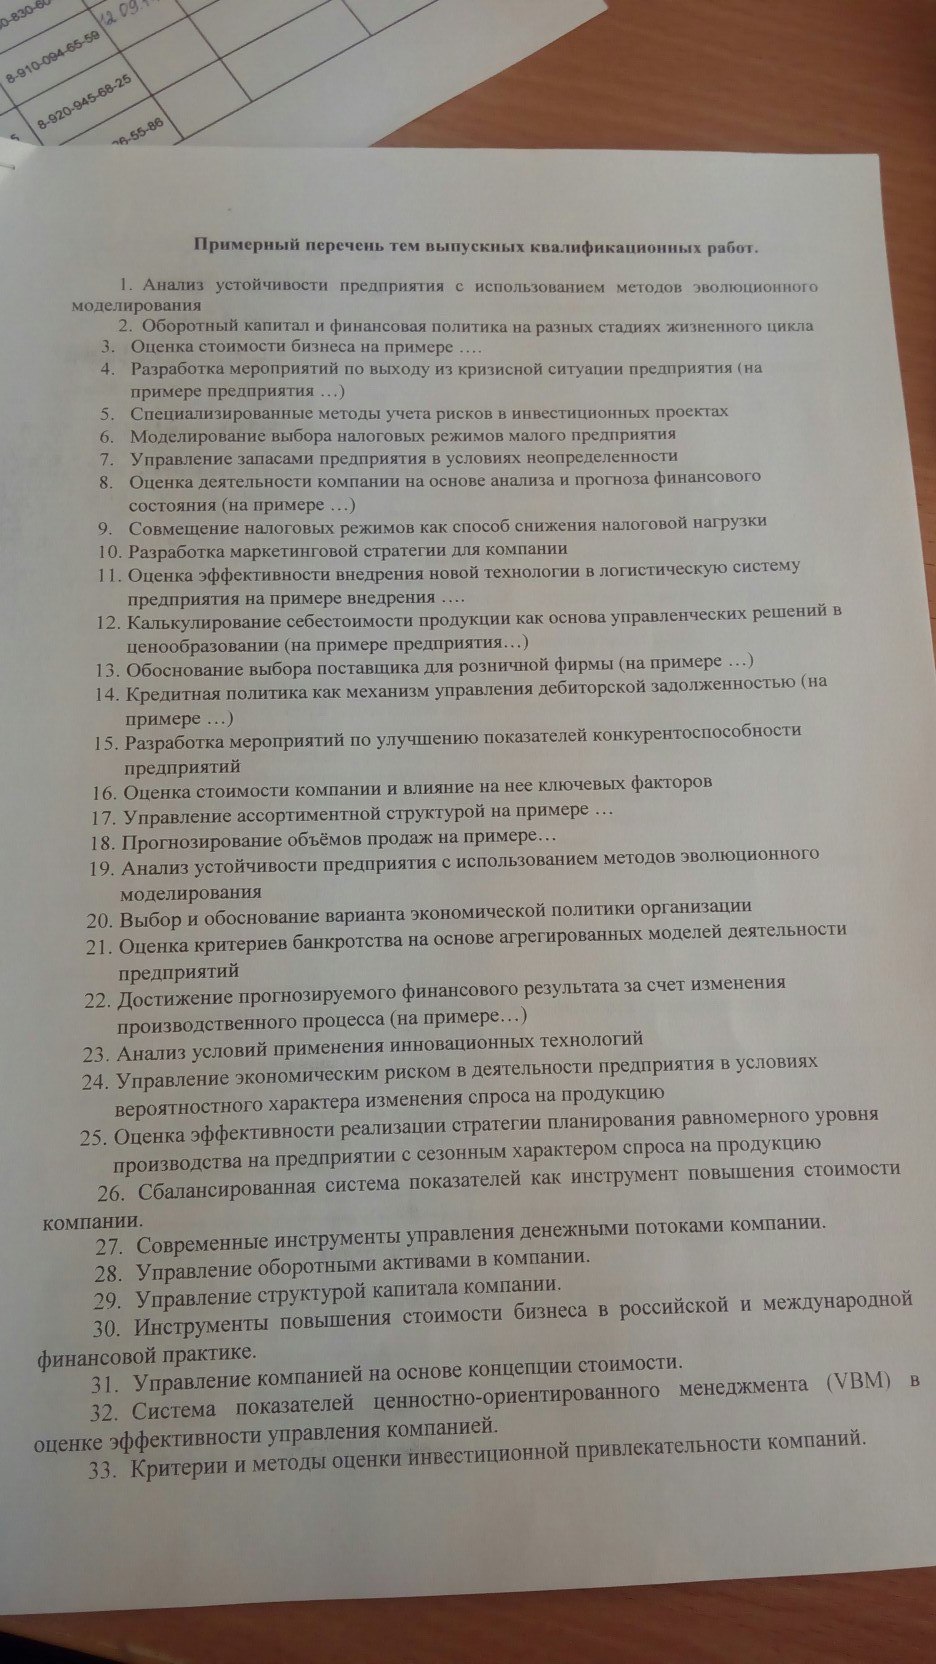 8-910-094-65-59
12.09.
8-920-945-68-25
Примерный перечень тем выпускных квалификационных работ.
1. Анализ устойчивости предприятия с использованием методов эволюционного
моделирования
2. Оборотный капитал и финансовая политика на разных стадиях жизненного цикла
3. Оценка стоимости бизнеса на примере ….
4. Разработка мероприятий по выходу из кризисной ситуации предприятия (на
примере предприятия …)
5. Специализированные методы учета рисков в инвестиционных проектах
6. Моделирование выбора налоговых режимов малого предприятия
7. Управление запасами предприятия в условиях неопределенности
8. Оценка деятельности компании на основе анализа и прогноза финансового
состояния (на примере …)
9. Совмещение налоговых режимов как способ снижения налоговой нагрузки
10. Разработка маркетинговой стратегии для компании
11. Оценка эффективности внедрения новой технологии в логистическую систему
предприятия на примере внедрения ….
12. Калькулирование себестоимости продукции как основа управленческих решений в
ценообразовании (на примере предприятия…)
13. Обоснование выбора поставщика для розничной фирмы (на примере …)
14. Кредитная политика как механизм управления дебиторской задолженностью (на
примере …)
15. Разработка мероприятий по улучшению показателей конкурентоспособности
предприятий
16. Оценка стоимости компании и влияние на нее ключевых факторов
17. Управление ассортиментной структурой на примере …
18. Прогнозирование объёмов продаж на примере…
19. Анализ устойчивости предприятия с использованием методов эволюционного
моделирования
20. Выбор и обоснование варианта экономической политики организации
21. Оценка критериев банкротства на основе агрегированных моделей деятельности
предприятий
22. Достижение прогнозируемого финансового результата за счет изменения
производственного процесса (на примере…)
23. Анализ условий применения инновационных технологий
24. Управление экономическим риском в деятельности предприятия в условиях
вероятностного характера изменения спроса на продукцию
25. Оценка эффективности реализации стратегии планирования равномерного уровня
производства на предприятии с сезонным характером спроса на продукцию
26. Сбалансированная система показателей как инструмент повышения стоимости
компании.
27. Современные инструменты управления денежными потоками компании.
28. Управление оборотными активами в компании.
29. Управление структурой капитала компании.
30. Инструменты повышения стоимости бизнеса в российской и международной
финансовой практике.
31. Управление компанией на основе концепции стоимости.
32. Система показателей ценностно-ориентированного менеджмента (VBM) в
оценке эффективности управления компанией.
33. Критерии и методы оценки инвестиционной привлекательности компаний.